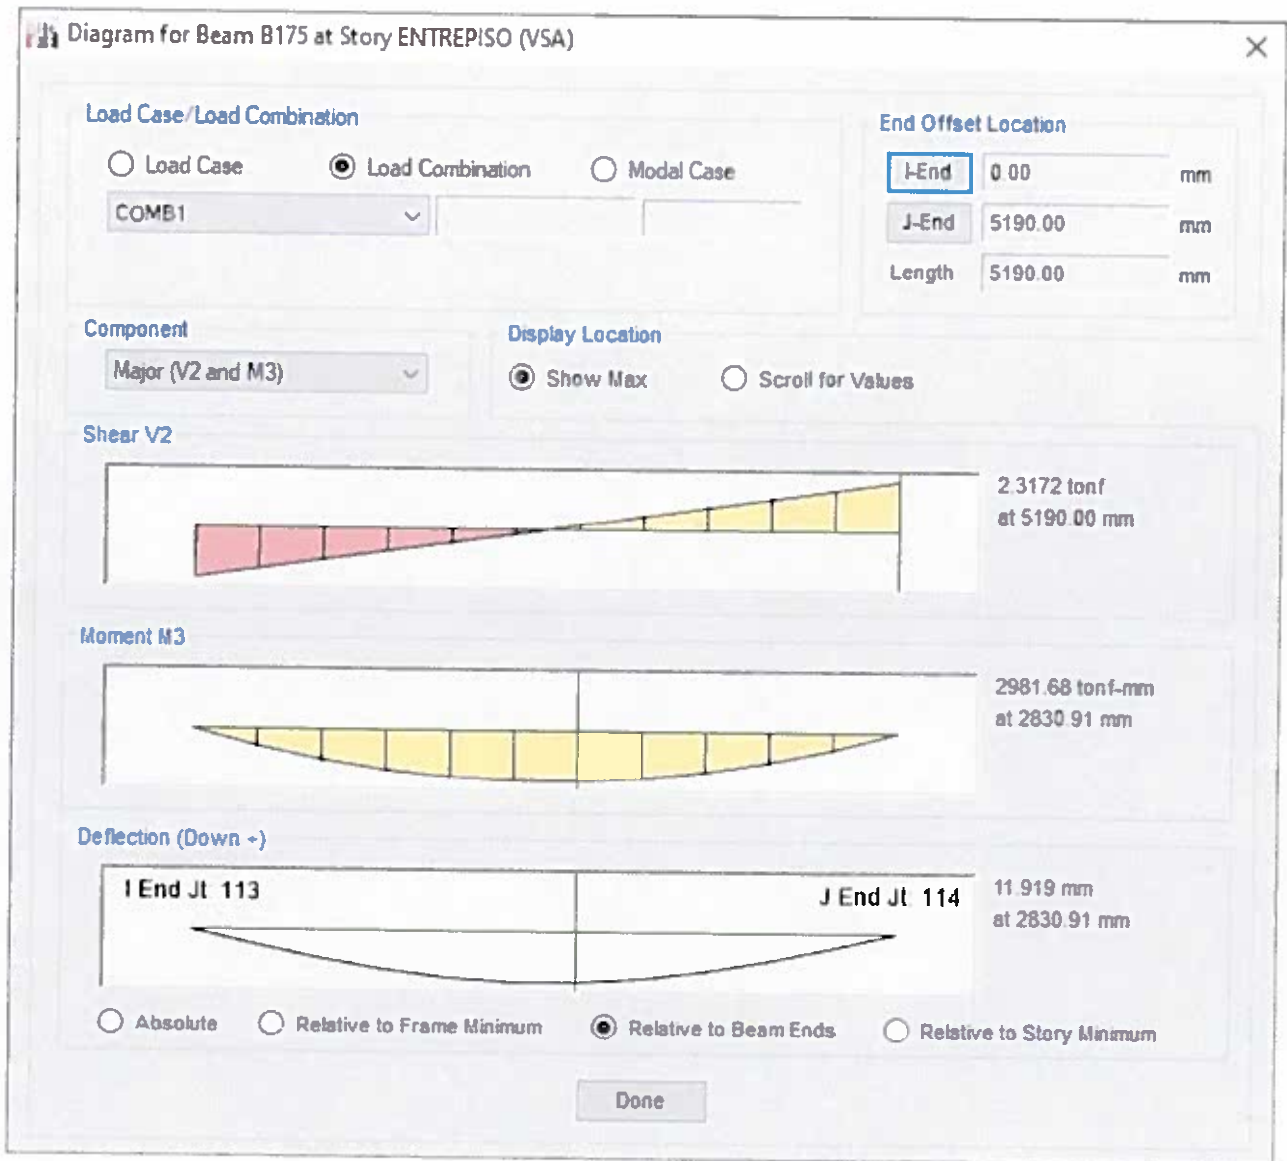 Diagram for Beam B175 at Story ENTREPISO (VSA)
Load Case/Load Combination
Load Case
Load Combination
Modal Case
COMB1
End Offset Location
I-End
0.00
mm
J-End
5190.00
mm
Length
5190.00
mm
Component
Major (V2 and M3)
Display Location
Show Max
Scroll for Values
Shear V2
2.3172 tonf
at 5190.00 mm
Moment M3
2981.68 tonf-mm
at 2830.91 mm
Deflection (Down +)
I End Jt: 113
J End Jt: 114
11.919 mm
at 2830.91 mm
Absolute
Relative to Frame Minimum
Relative to Beam Ends
Relative to Story Minimum
Done